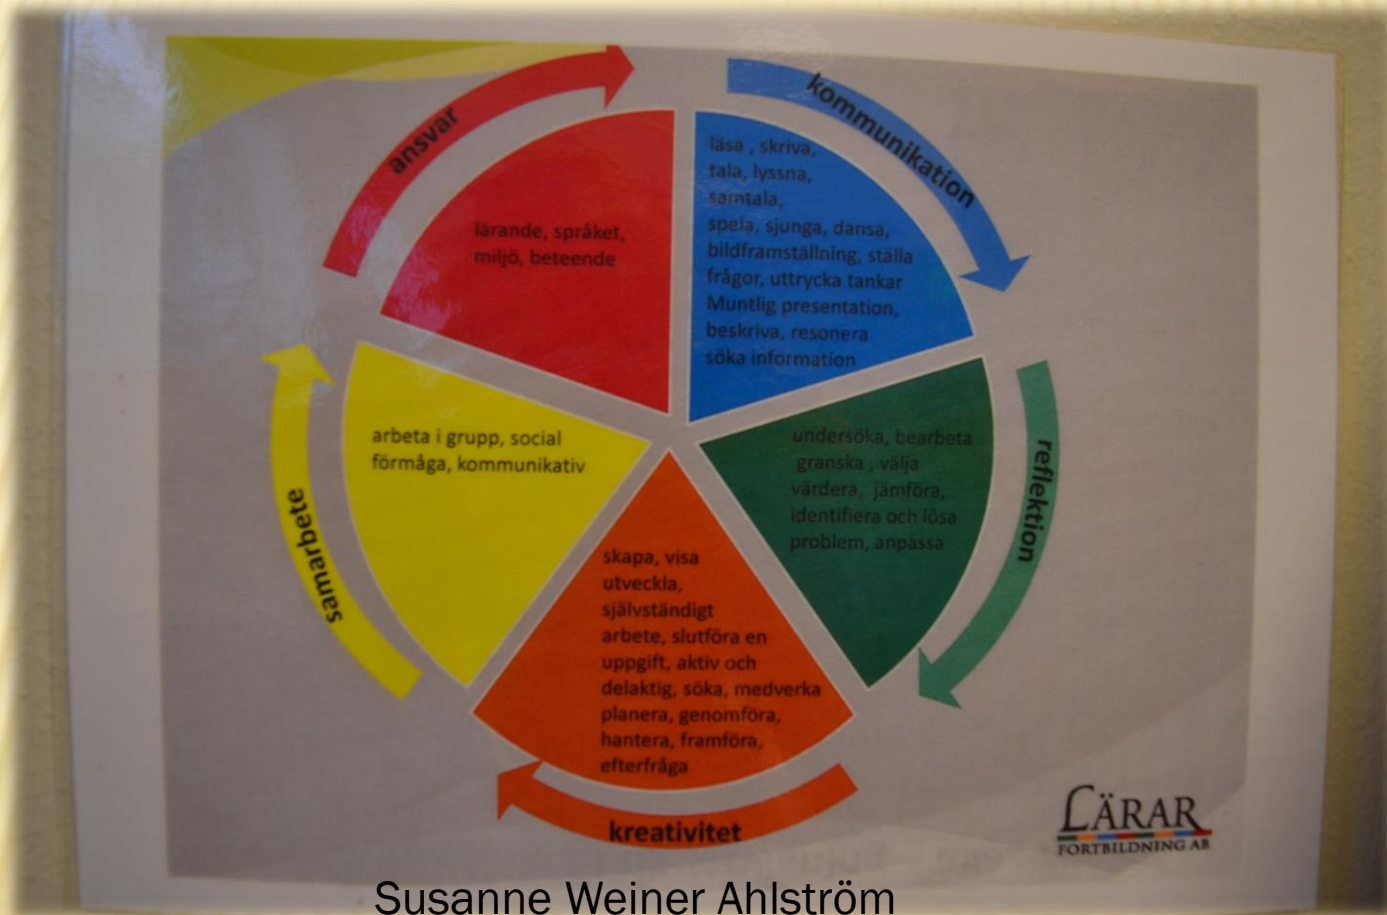 ansvar
lärande, språket,
miljö, beteende
kommunikation
läsa , skriva,
tala, lyssna,
samtala,
spela, sjunga, dansa,
bildframställning, ställa
frågor, uttrycka tankar
Muntlig presentation,
beskriva, resonera
söka information
reflektion
undersöka, bearbeta
granska , välja
värdera, jämföra,
identifiera och lösa
problem, anpassa
kreativitet
skapa, visa
utveckla,
självständigt
arbete, slutföra en
uppgift, aktiv och
delaktig, söka, medverka
planera, genomföra,
hantera, framföra,
efterfråga
samarbete
arbeta i grupp, social
förmåga, kommunikativ
LÄRAR
FORTBILDNING AB
Susanne Weiner Ahlström